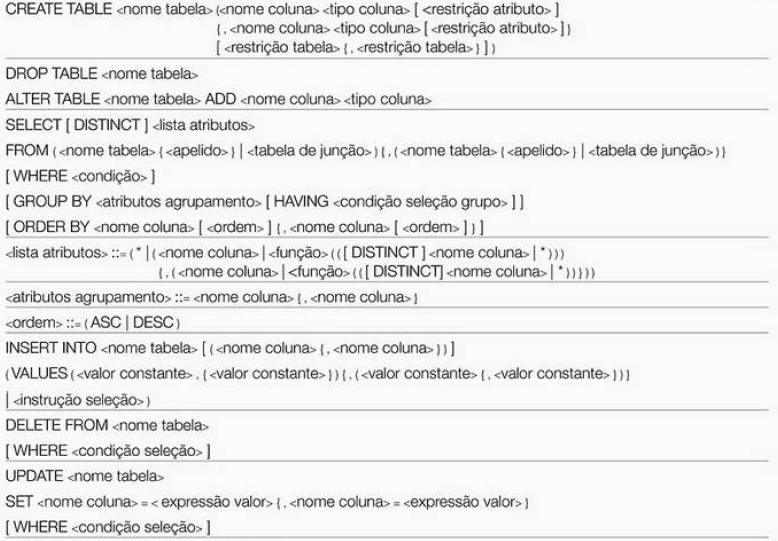 CREATE TABLE <nome tabela> (<nome coluna> <tipo coluna> [ <restrição atributo> ]
{ , <nome coluna> <tipo coluna> [ <restrição atributo> ] }
[ <restrição tabela> { , <restrição tabela> } ] )
DROP TABLE <nome tabela>
ALTER TABLE <nome tabela> ADD <nome coluna> <tipo coluna>
SELECT [ DISTINCT ] <lista atributos>
FROM ( <nome tabela> { <apelido> } | <tabela de junção> ) { , ( <nome tabela> { <apelido> } | <tabela de junção> ) }
[ WHERE <condição> ]
[ GROUP BY <atributos agrupamento> [ HAVING <condição seleção grupo> ] ]
[ ORDER BY <nome coluna> [ <ordem> ] { , <nome coluna> [ <ordem> ] } ]
<lista atributos> ::= ( * | ( <nome coluna> | <função> ( ( [ DISTINCT ] <nome coluna> | * ) ) )
{ , ( <nome coluna> | <função> ( ( [ DISTINCT] <nome coluna> | * ) ) } ) )
<atributos agrupamento> ::= <nome coluna> { , <nome coluna> }
<ordem> ::= ( ASC | DESC )
INSERT INTO <nome tabela> [ ( <nome coluna> { , <nome coluna> } ) ]
( VALUES ( <valor constante> , { <valor constante> } ) { , ( <valor constante> { , <valor constante> } ) }
| <instrução seleção> )
DELETE FROM <nome tabela>
[ WHERE <condição seleção> ]
UPDATE <nome tabela>
SET <nome coluna> = < expressão valor> { , <nome coluna> = <expressão valor> }
[ WHERE <condição seleção> ]